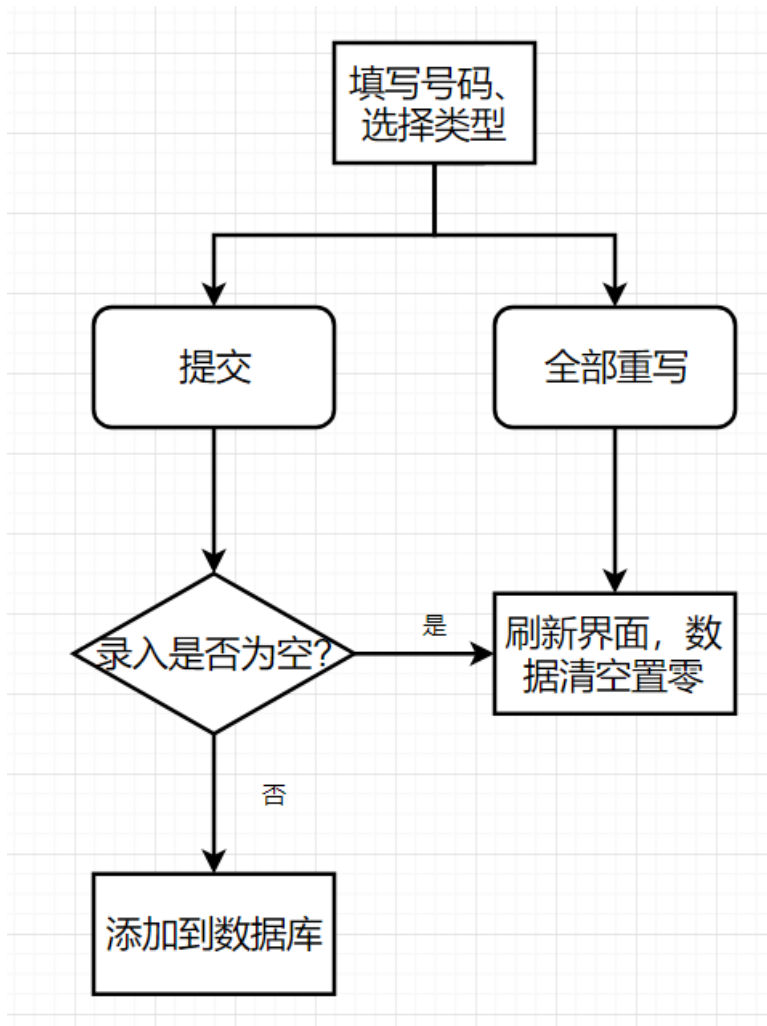 填写号码、
选择类型
提交
全部重写
录入是否为空?
是
刷新界面，数
据清空置零
否
添加到数据库